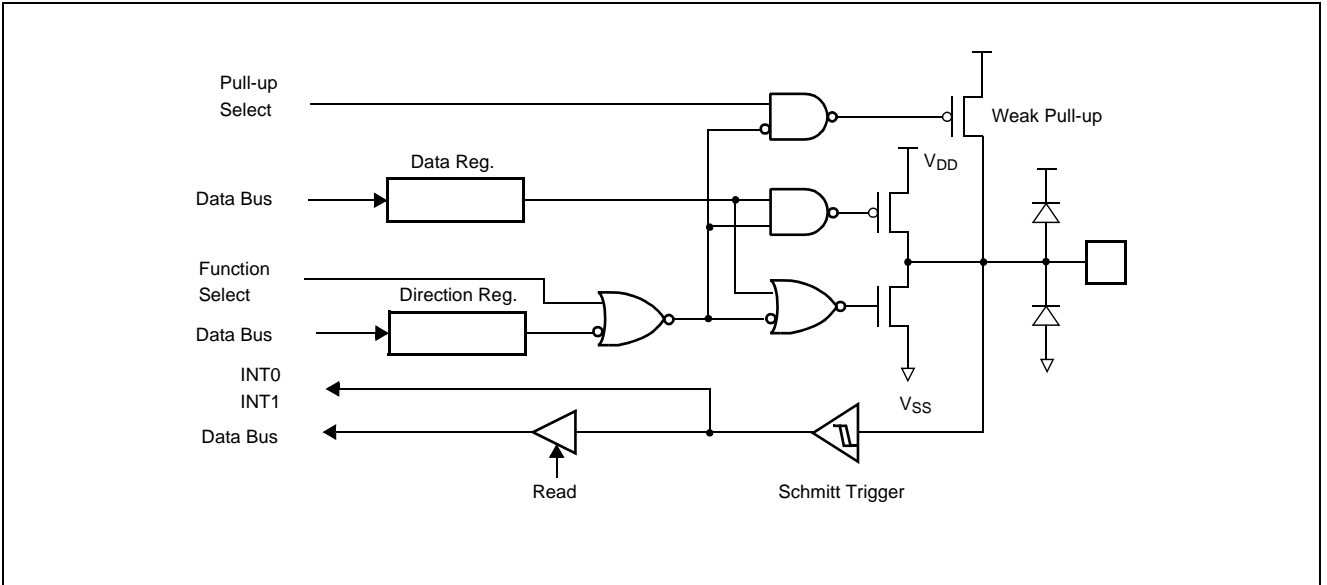 Pull-up
Select
Weak Pull-up
Data Reg.
VDD
Data Bus
Function
Select
Direction Reg.
Data Bus
INT0
INT1
VSS
Data Bus
Read
Schmitt Trigger